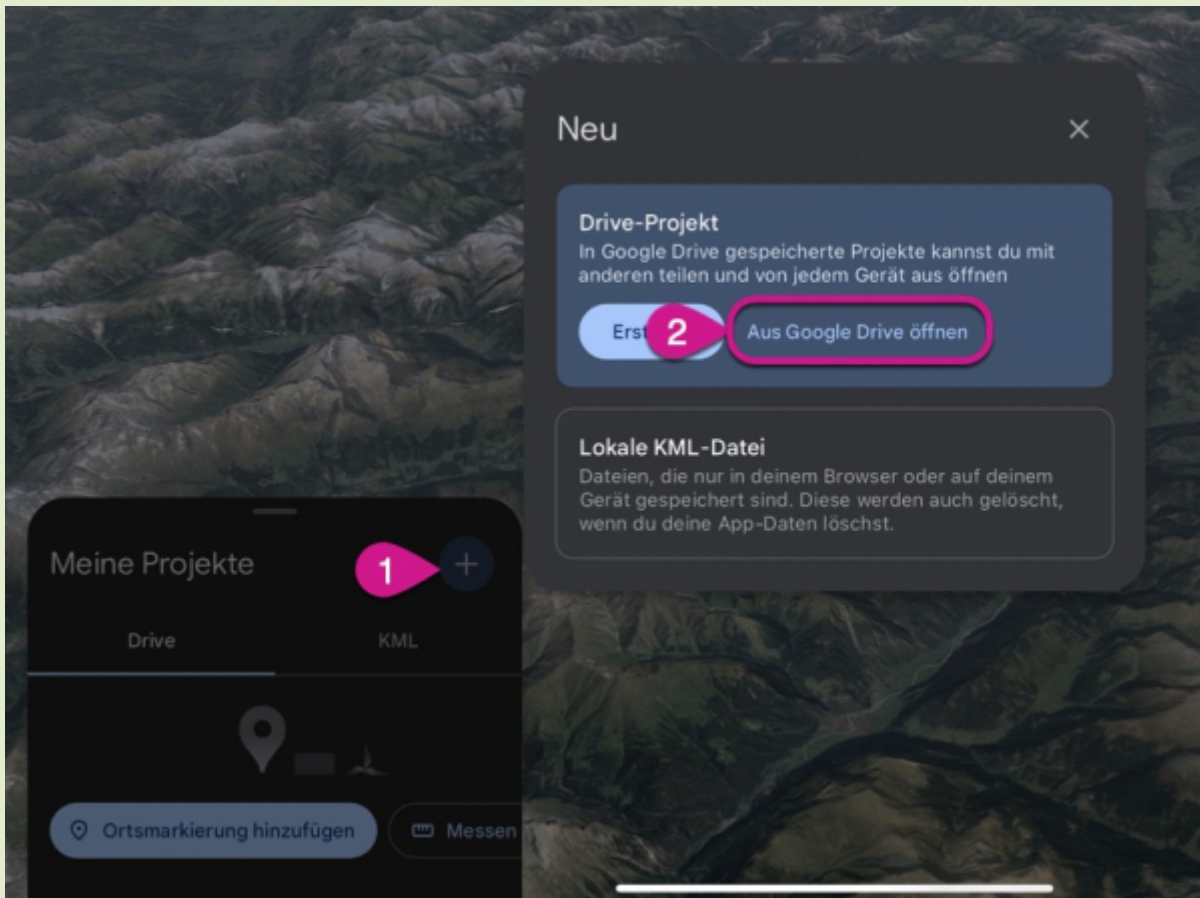 Neu
Drive-Projekt
In Google Drive gespeicherte Projekte kannst du mit
anderen teilen und von jedem Gerät aus öffnen
2
Aus Google Drive öffnen
Lokale KML-Datei
Dateien, die nur in deinem Browser oder auf deinem
Gerät gespeichert sind. Diese werden auch gelöscht,
wenn du deine App-Daten löschst.
Meine Projekte
1
Drive
KML
Ortsmarkierung hinzufügen
Messen